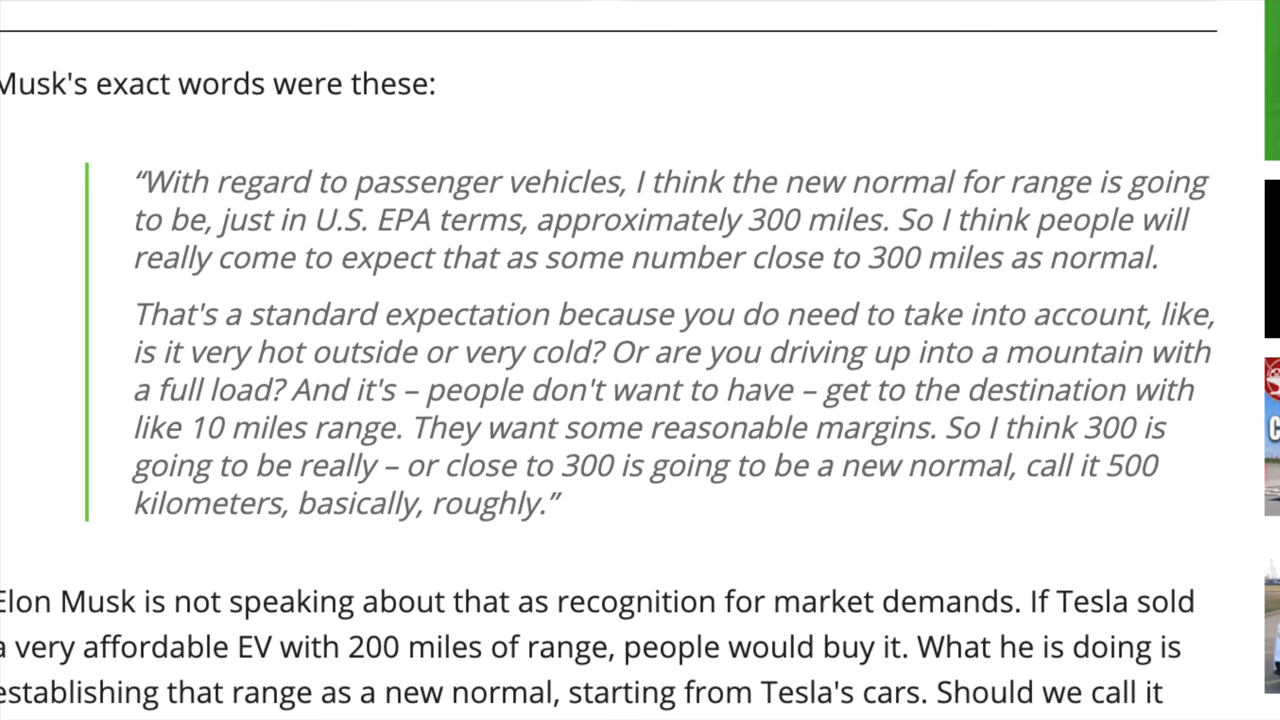 Musk's exact words were these:
“With regard to passenger vehicles, I think the new normal for range is going
to be, just in U.S. EPA terms, approximately 300 miles. So I think people will
really come to expect that as some number close to 300 miles as normal.
That's a standard expectation because you do need to take into account, like,
is it very hot outside or very cold? Or are you driving up into a mountain with
a full load? And it's – people don't want to have – get to the destination with
like 10 miles range. They want some reasonable margins. So I think 300 is
going to be really – or close to 300 is going to be a new normal, call it 500
kilometers, basically, roughly.”
Elon Musk is not speaking about that as recognition for market demands. If Tesla sold
a very affordable EV with 200 miles of range, people would buy it. What he is doing is
establishing that range as a new normal, starting from Tesla's cars. Should we call it